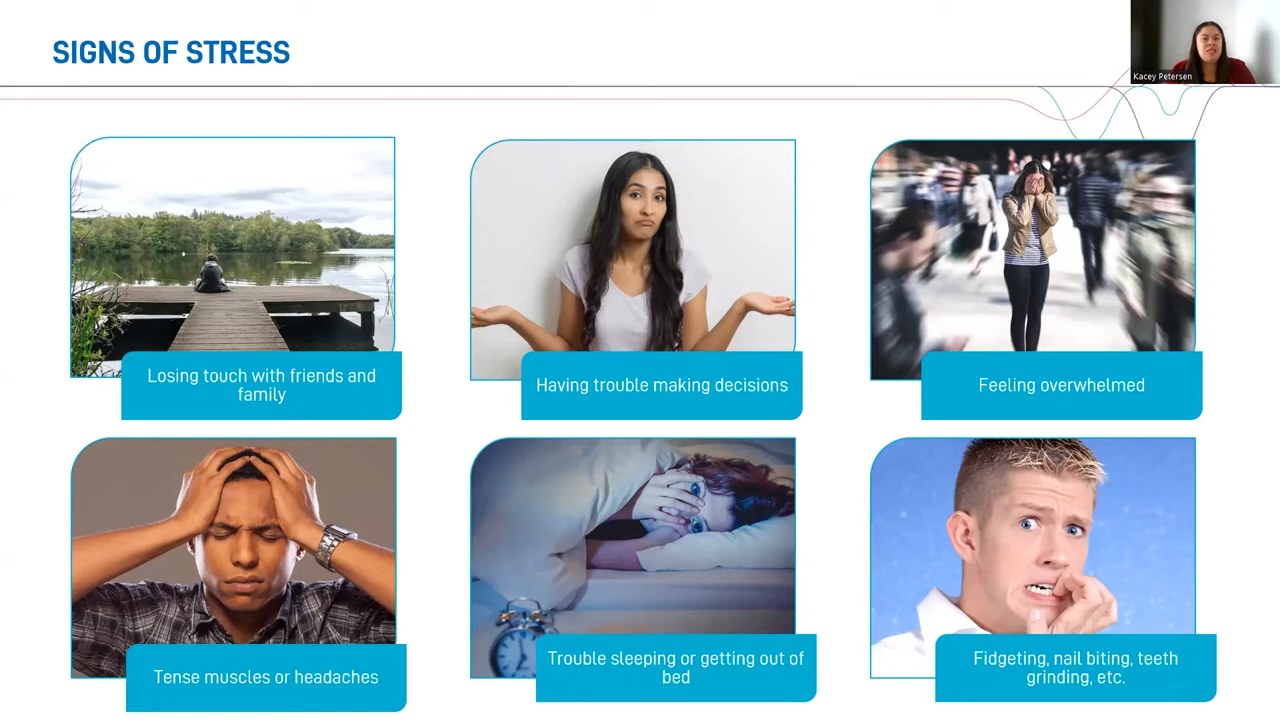 SIGNS OF STRESS
Kacey Petersen
Losing touch with friends and
family
Having trouble making decisions
Feeling overwhelmed
Tense muscles or headaches
Trouble sleeping or getting out of
bed
Fidgeting, nail biting, teeth
grinding, etc.